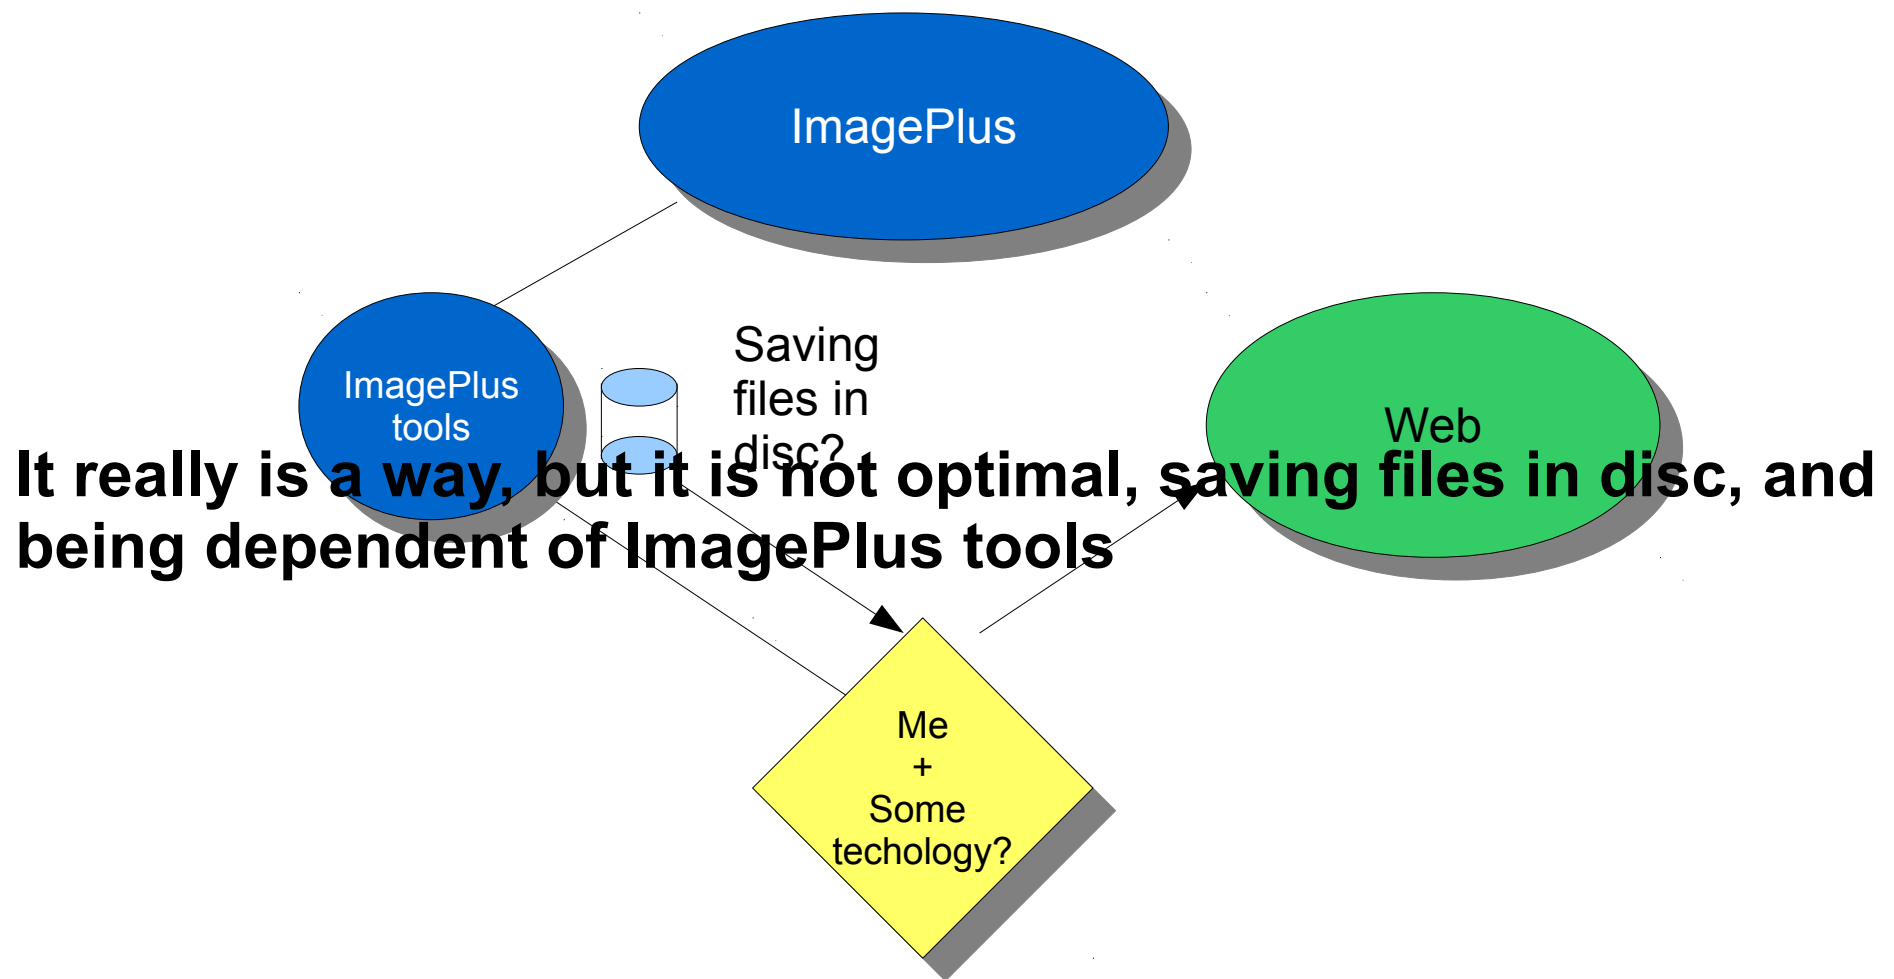 ImagePlus
ImagePlus
tools
Saving
files in
disc?
Web
It really is a way, but it is not optimal, saving files in disc, and
being dependent of ImagePlus tools
Me
+
Some
techology?